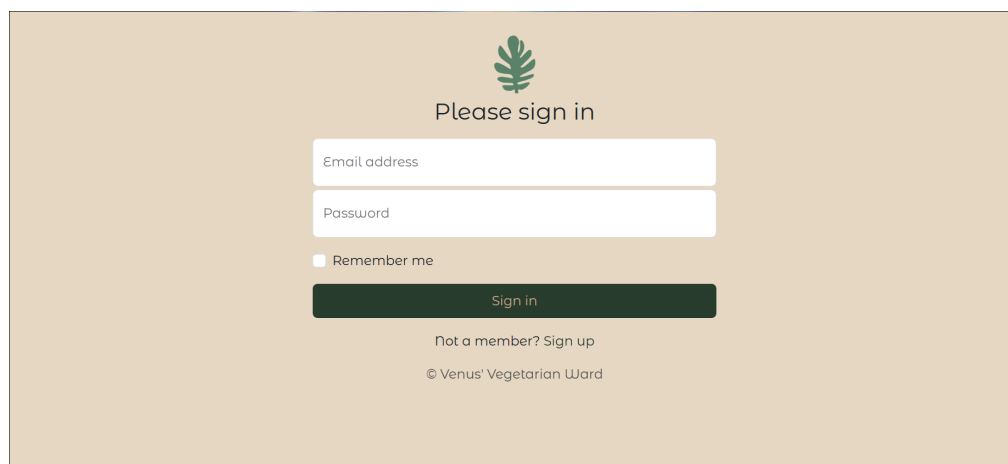 Please sign in
Email address
Password
Remember me
Sign in
Not a member? Sign up
© Venus' Vegetarian Ward